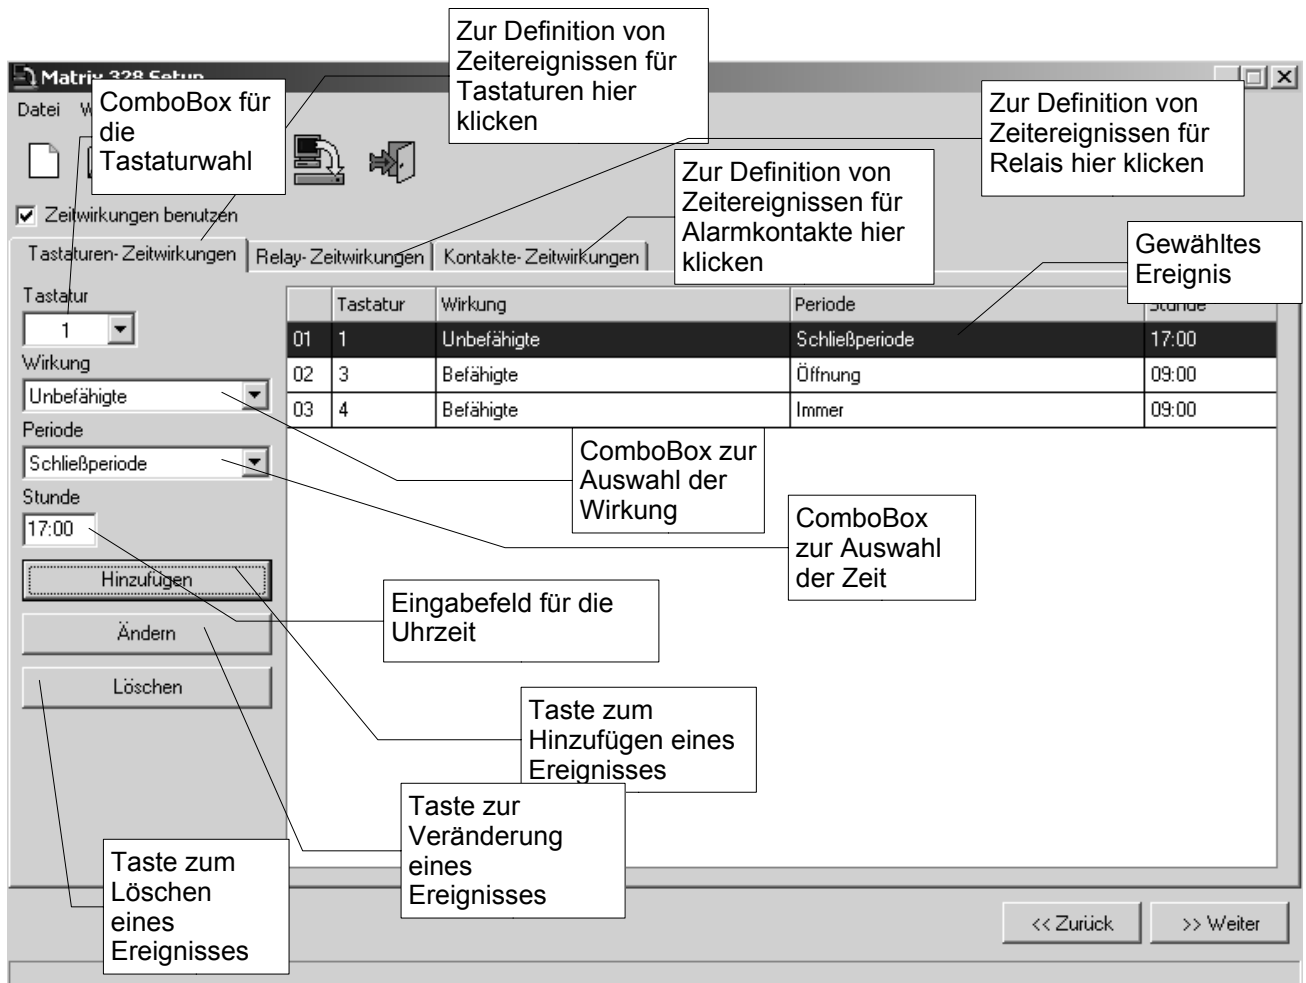 Zur Definition von
Zeitereignissen für
Tastaturen hier
klicken
Matrix 328 Setup
ComboBox für
die
Tastaturwahl
Zur Definition von
Zeitereignissen für
Relais hier klicken
Datei
Zur Definition von
Zeitereignissen für
Alarmkontakte hier
klicken
Zeitwirkungen benutzen
Gewähltes
Ereignis
Tastaturen-Zeitwirkungen
Relay-Zeitwirkungen
Kontakte-Zeitwirkungen
Tastatur
1
Wirkung
Unbefähigte
Periode
Schließperiode
Stunde
17:00
Hinzufügen
Ändern
Löschen
Tastatur Wirkung Periode Stunde
01 1 Unbefähigte Schließperiode 17:00
02 3 Befähigte Öffnung 09:00
03 4 Befähigte Immer 09:00
ComboBox zur
Auswahl der
Wirkung
ComboBox
zur Auswahl
der Zeit
Eingabefeld für die
Uhrzeit
Taste zum
Hinzufügen eines
Ereignisses
Taste zur
Veränderung
eines
Ereignisses
Taste zum
Löschen
eines
Ereignisses
<< Zurück
>> Weiter